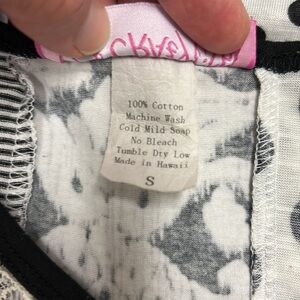 100% Cotton
Machine Wash
Cold Mild Soap
No Bleach
Tumble Dry Low
Made in Hawaii
S